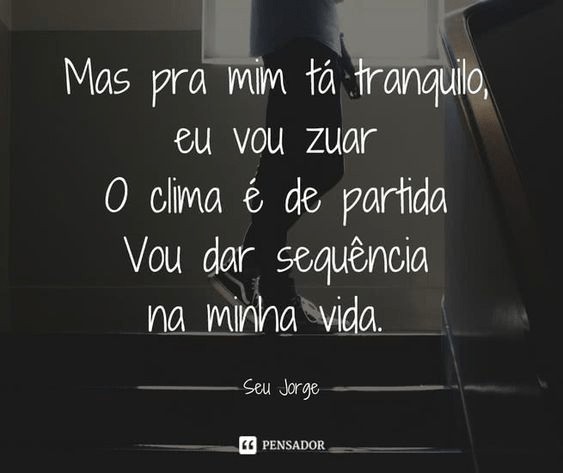 Mas pra mim tá tranquilo,
eu vou zuar
O clima é de partida
Vou dar sequência
na minha vida.
Seu Jorge
PENSADOR